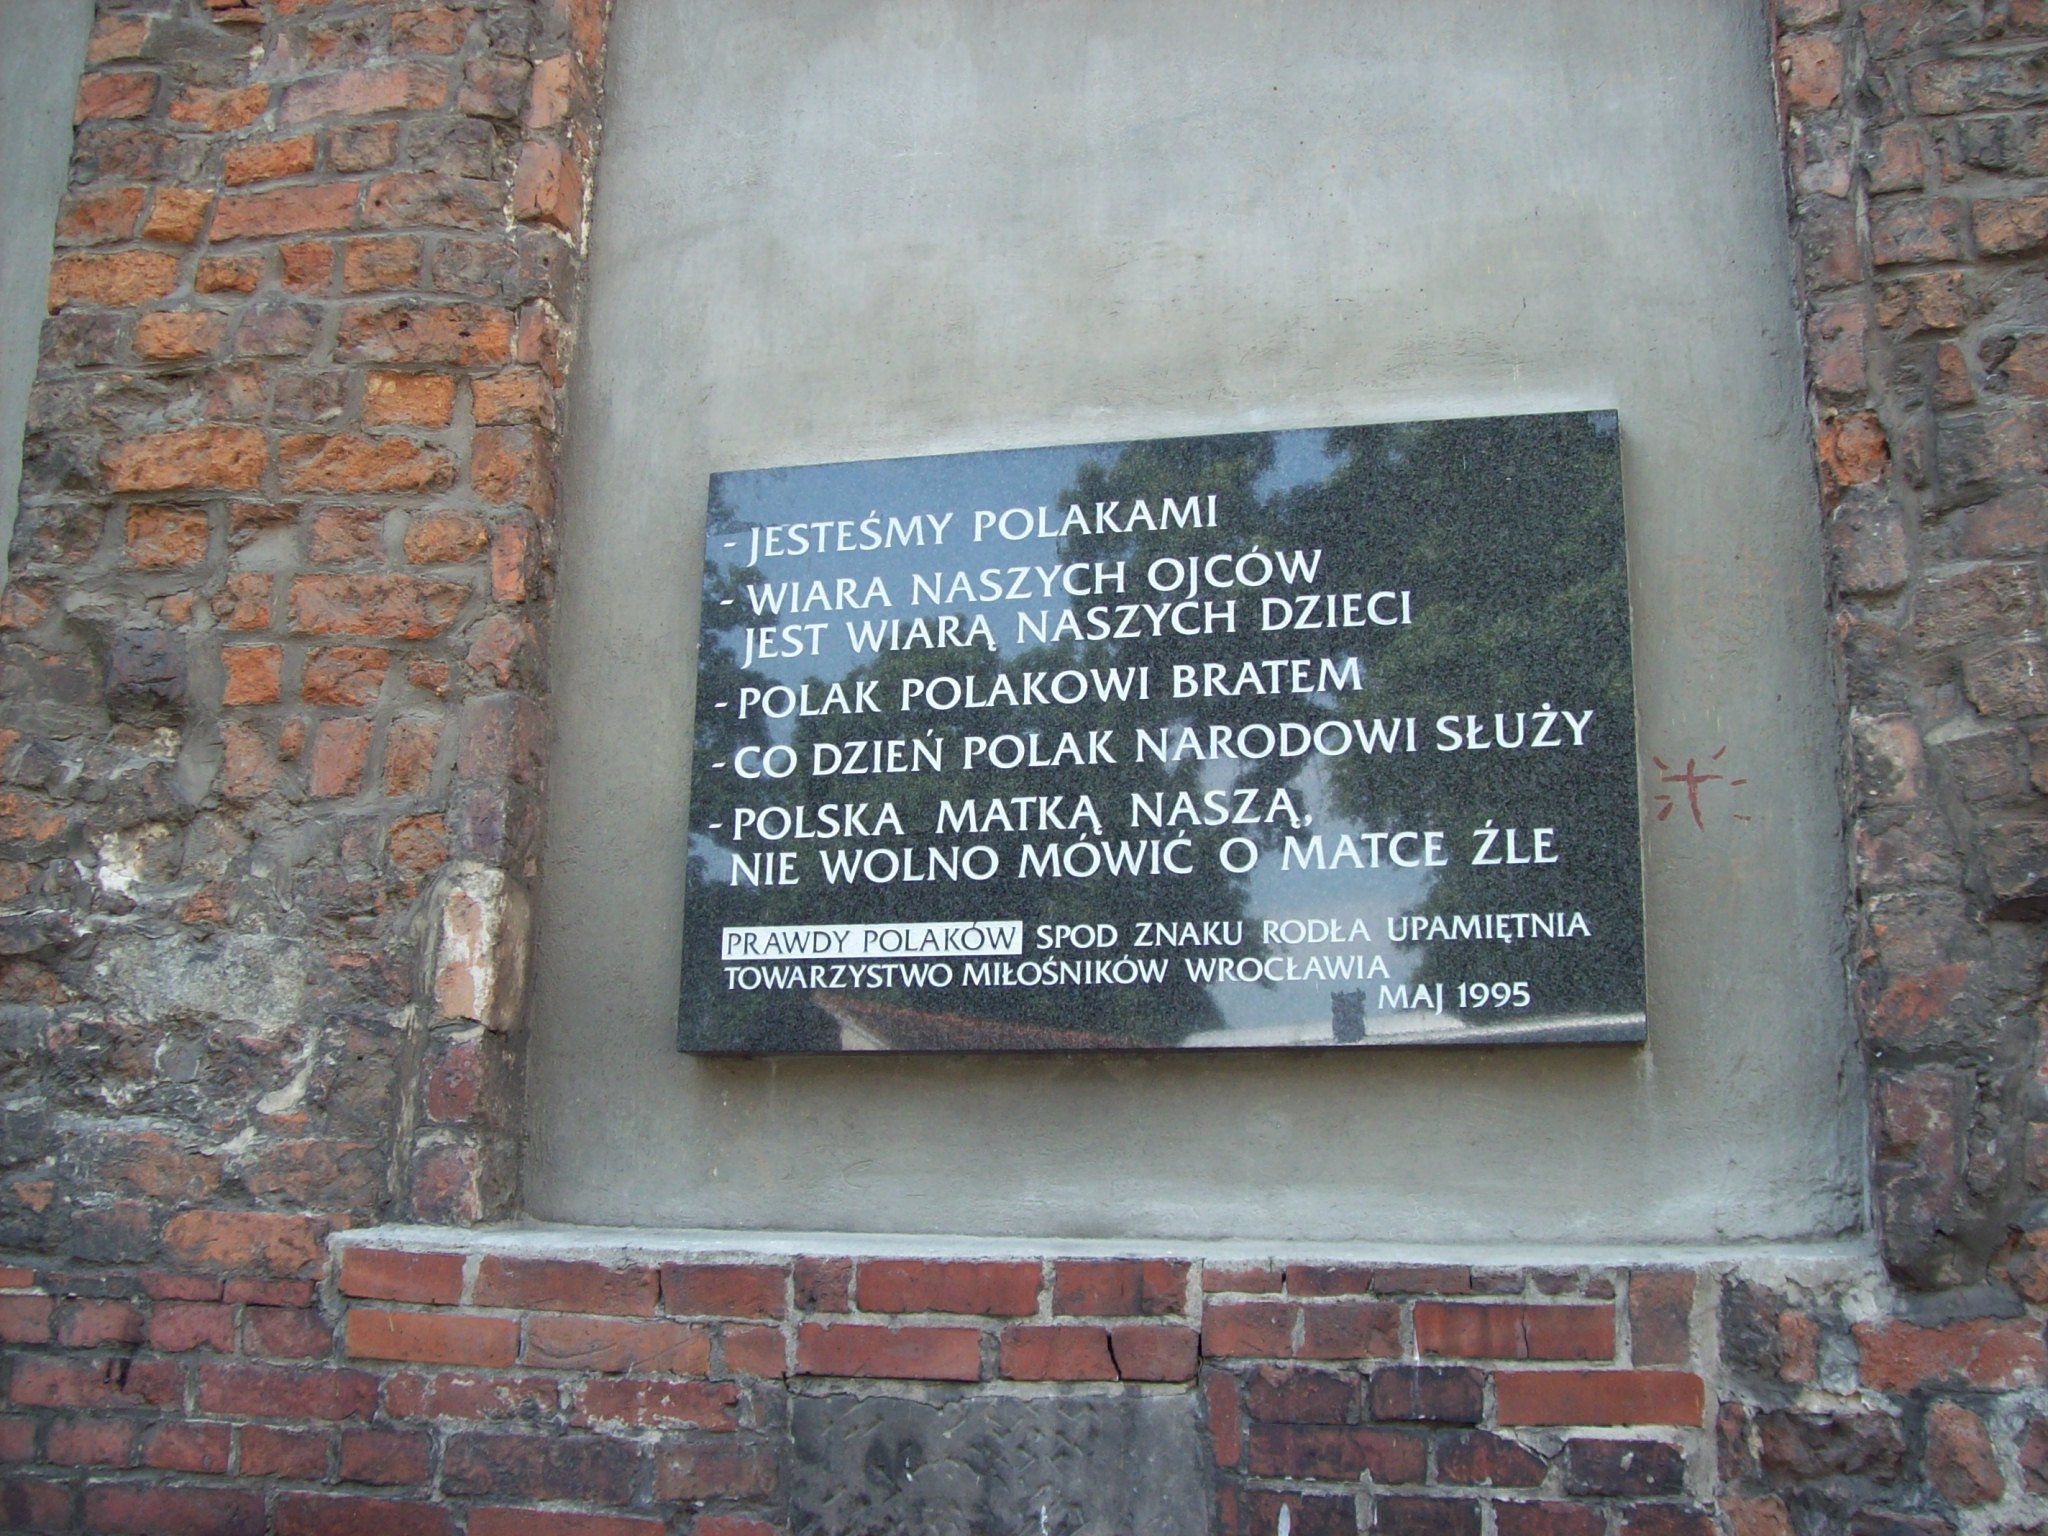 - JESTEŚMY POLAKAMI
- WIARA NASZYCH OJCÓW
JEST WIARĄ NASZYCH DZIECI
- POLAK POLAKOWI BRATEM
- CO DZIEŃ POLAK NARODOWI SŁUŻY
- POLSKA MATKĄ NASZĄ,
NIE WOLNO MÓWIĆ O MATCE ŹLE
PRAWDY POLAKÓW SPOD ZNAKU RODŁA UPAMIĘTNIA
TOWARZYSTWO MIŁOŚNIKÓW WROCŁAWIA
MAJ 1995